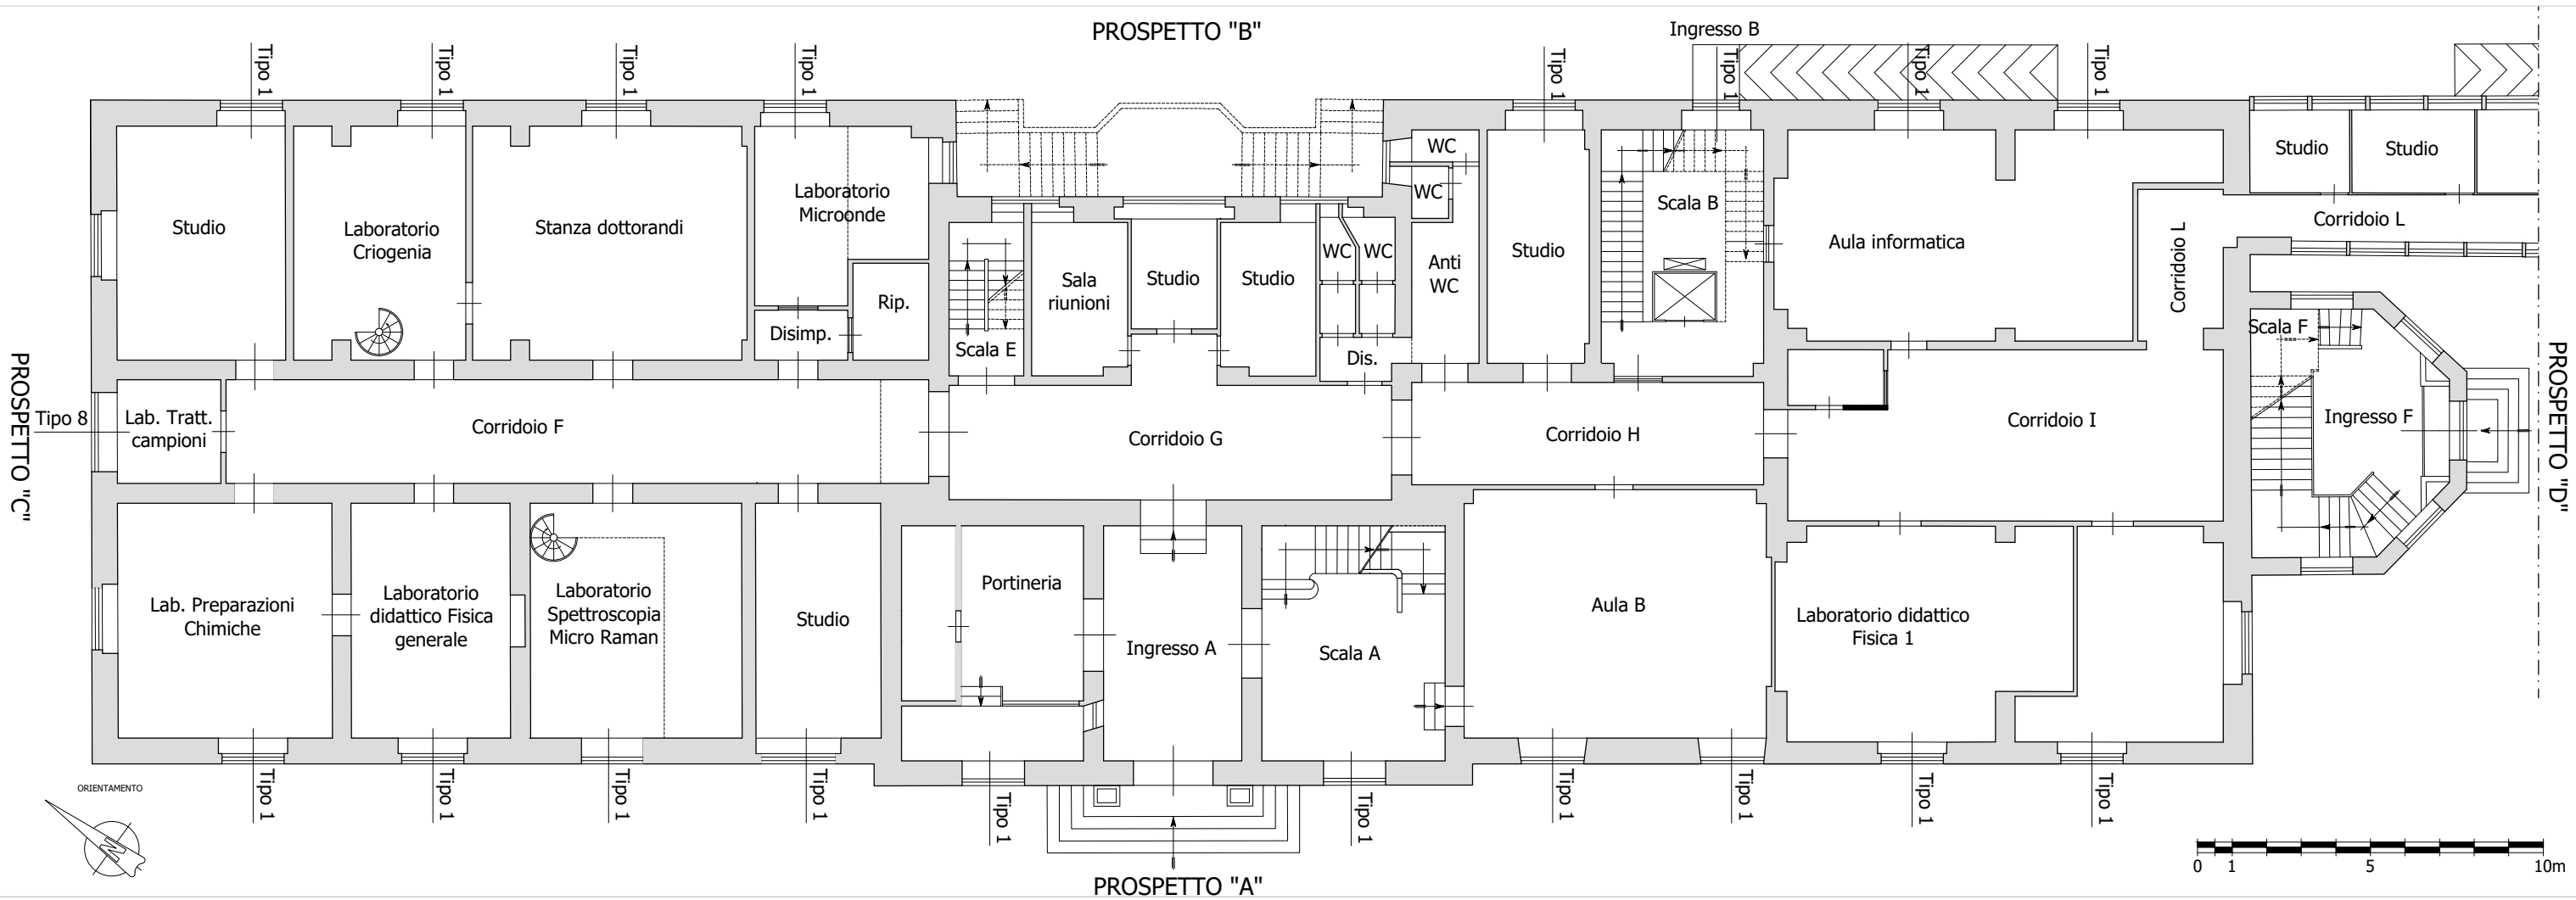 PROSPETTO "B"
Ingresso B
Tipo 1
Tipo 1
Tipo 1
Tipo 1
Tipo 1
Tipo 1
Tipo 1
Tipo 1
Studio
Laboratorio
Criogenia
Stanza dottorandi
Laboratorio
Microonde
Rip.
Disimp.
Scala E
Sala
riunioni
Studio
Studio
WC
WC
WC
WC
Anti
WC
Dis.
Studio
Scala B
Aula informatica
Corridoio L
Studio
Studio
Corridoio L
Scala F
Ingresso F
PROSPETTO "C"
Tipo 8
Lab. Tratt.
campioni
Corridoio F
Corridoio G
Corridoio H
Corridoio I
PROSPETTO "D"
Lab. Preparazioni
Chimiche
Laboratorio
didattico Fisica
generale
Laboratorio
Spettroscopia
Micro Raman
Studio
Portineria
Ingresso A
Scala A
Aula B
Laboratorio didattico
Fisica 1
Tipo 1
Tipo 1
Tipo 1
Tipo 1
Tipo 1
Tipo 1
Tipo 1
Tipo 1
Tipo 1
Tipo 1
ORIENTAMENTO
N
PROSPETTO "A"
0 1 5 10m